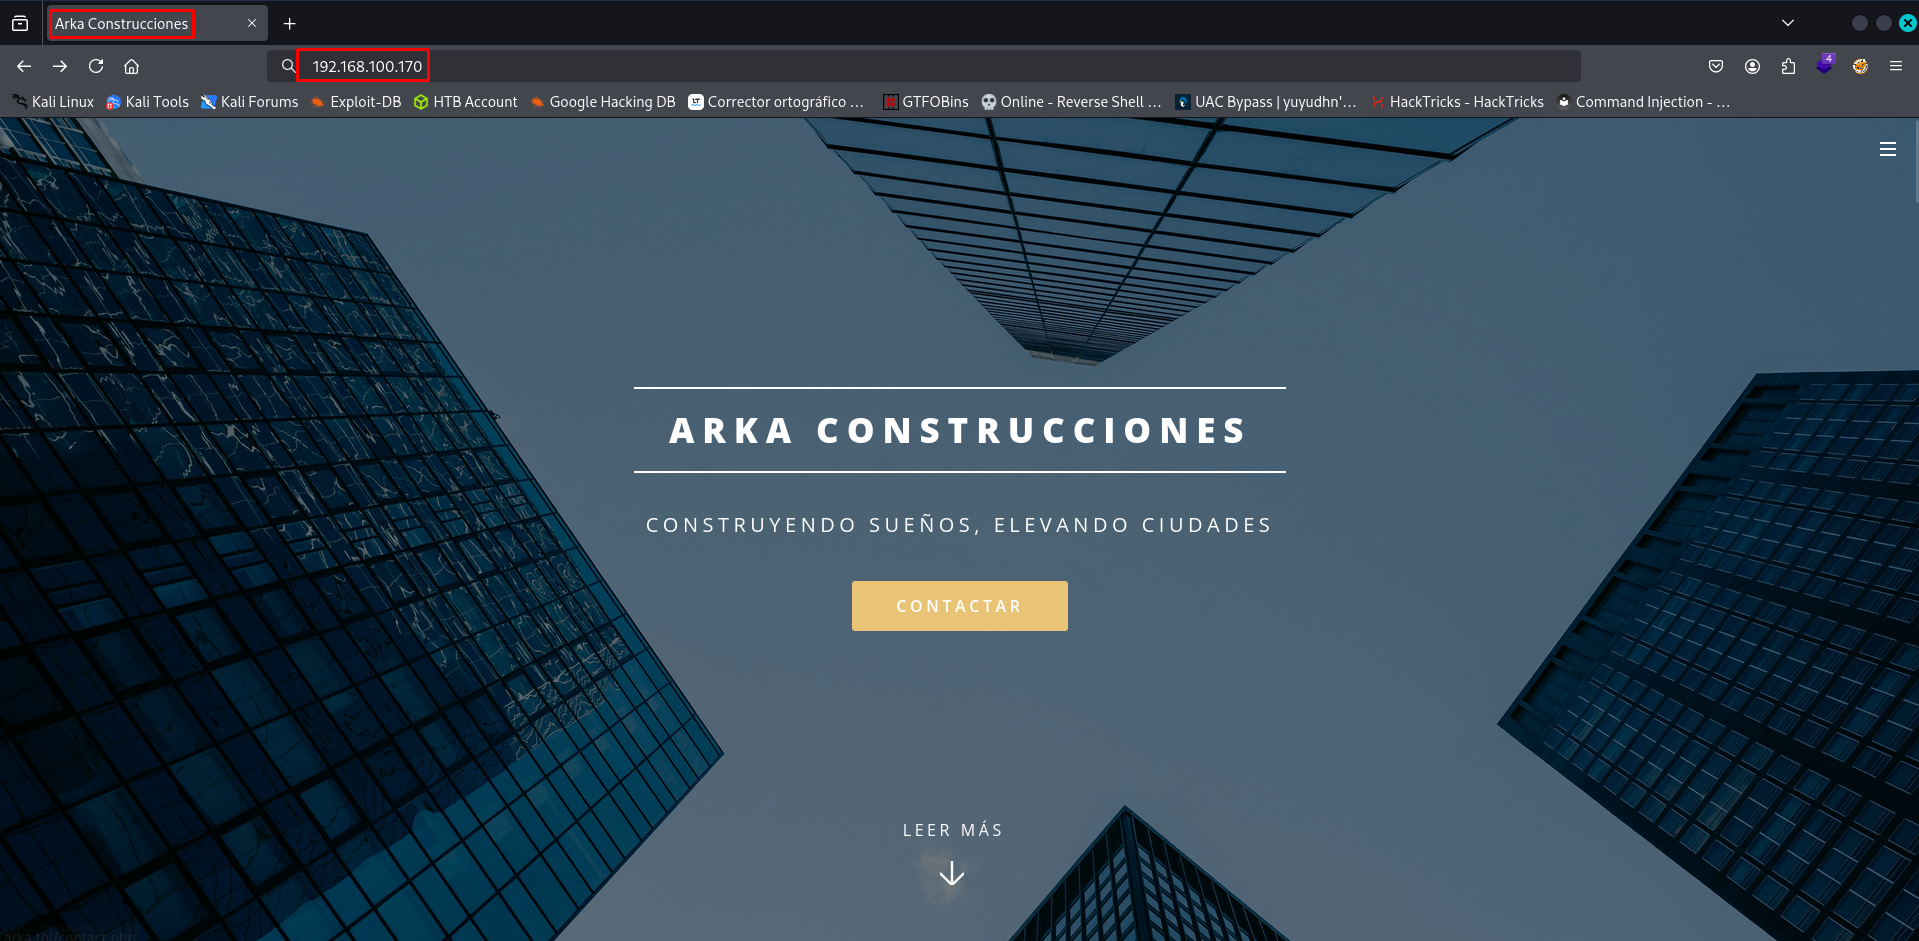 Arka Construcciones
192.168.100.170
4
Kali Linux Kali Tools Kali Forums Exploit-DB HTB Account Google Hacking DB Corrector ortográfico ... GTFOBins Online - Reverse Shell ... UAC Bypass | yuyudhn'... HackTricks - HackTricks Command Injection - ...
ARKA CONSTRUCCIONES
CONSTRUYENDO SUEÑOS, ELEVANDO CIUDADES
CONTACTAR
LEER MÁS
arka.thl/contact.php